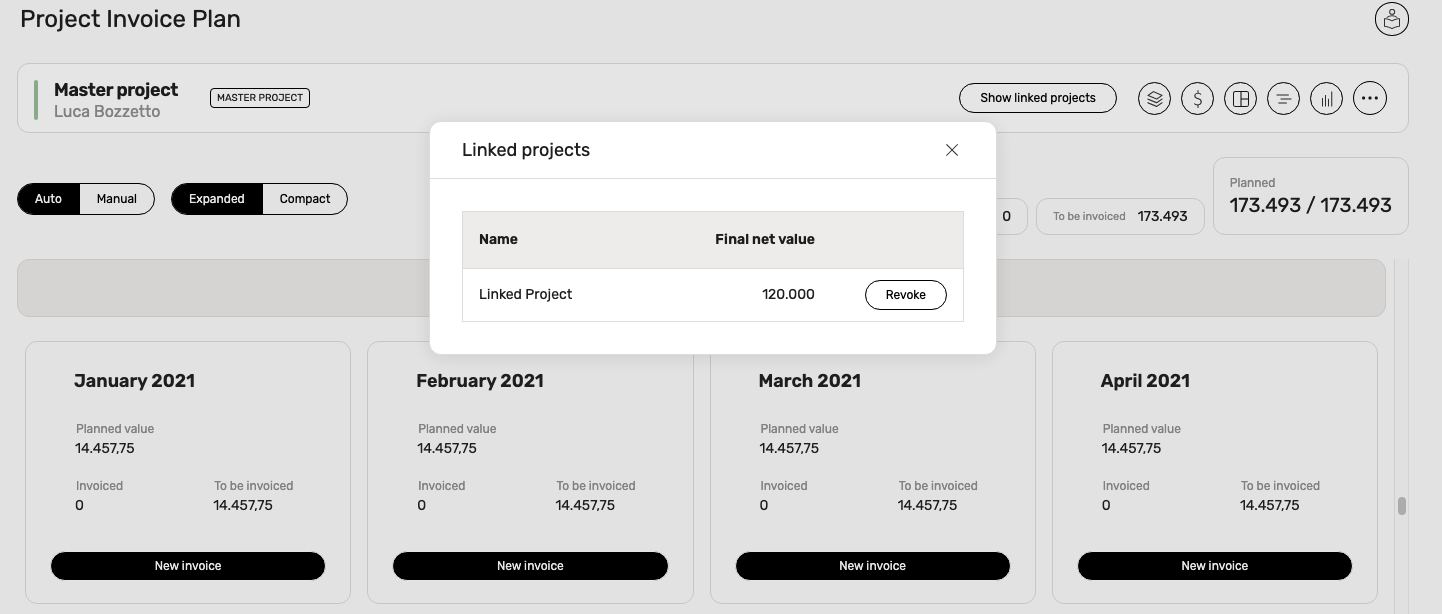 Project Invoice Plan
Master project
Luca Bozzetto
MASTER PROJECT
Show linked projects
Linked projects
Name Final net value
Linked Project 120.000 Revoke
Auto Manual Expanded Compact
0
To be invoiced 173.493
Planned
173.493 / 173.493
January 2021
Planned value
14.457,75
Invoiced To be invoiced
0 14.457,75
New invoice
February 2021
Planned value
14.457,75
Invoiced To be invoiced
0 14.457,75
New invoice
March 2021
Planned value
14.457,75
Invoiced To be invoiced
0 14.457,75
New invoice
April 2021
Planned value
14.457,75
Invoiced To be invoiced
0 14.457,75
New invoice